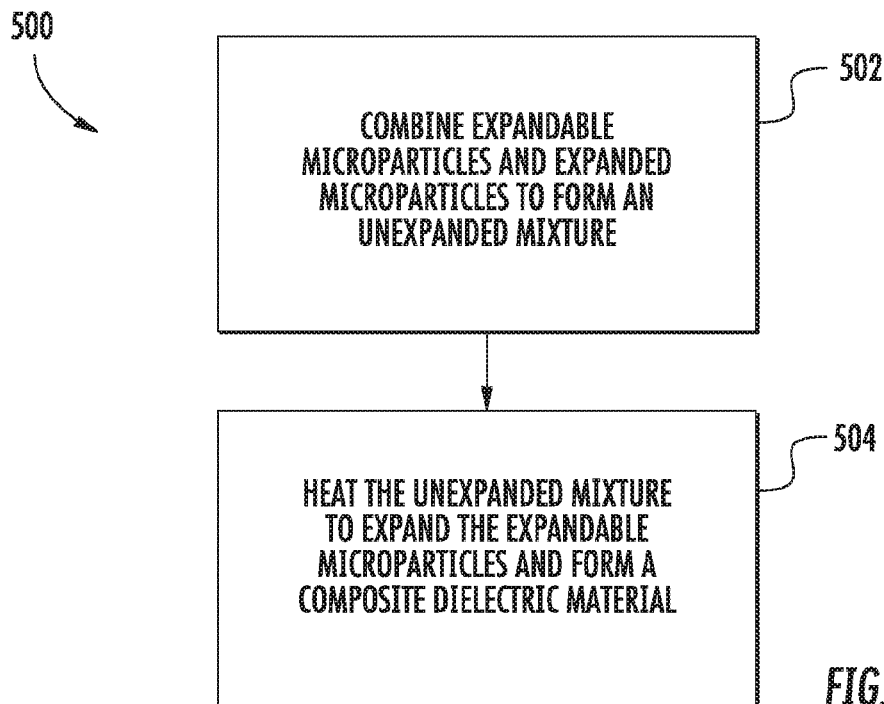 500
502
COMBINE EXPANDABLE
MICROPARTICLES AND EXPANDED
MICROPARTICLES TO FORM AN
UNEXPANDED MIXTURE
504
HEAT THE UNEXPANDED MIXTURE
TO EXPAND THE EXPANDABLE
MICROPARTICLES AND FORM A
COMPOSITE DIELECTRIC MATERIAL
FIG.